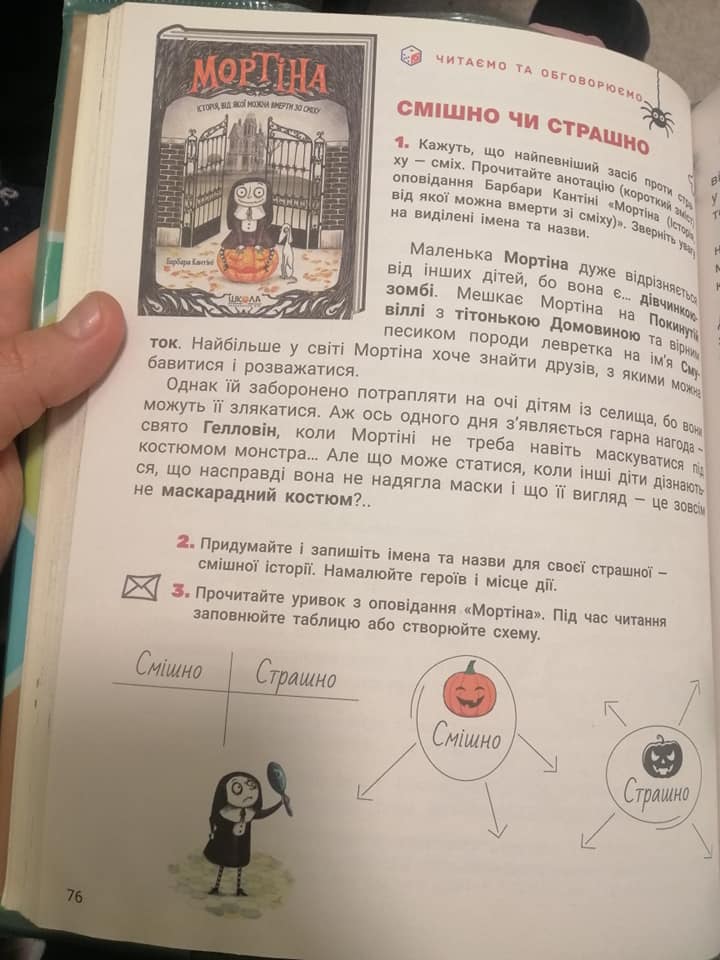 МОРТІНА
ІСТОРІЯ, ВІД ЯКОЇ МОЖНА ВМЕРТИ ЗО СМІХУ
Барбара Кантіні
ШКОЛА
ЧИТАЄМО ТА ОБГОВОРЮЄМО
СМІШНО ЧИ СТРАШНО
1. Кажуть, що найпевніший засіб проти стра-
ху — сміх. Прочитайте анотацію (короткий зміст)
оповідання Барбари Кантіні «Мортіна (Історія,
від якої можна вмерти зі сміху)». Зверніть увагу
на виділені імена та назви.
Маленька Мортіна дуже відрізняється
від інших дітей, бо вона є... дівчинкою-
зомбі. Мешкає Мортіна на Покинутій
віллі з тітонькою Домовиною та вірним
песиком породи левретка на ім’я Сму-
ток. Найбільше у світі Мортіна хоче знайти друзів, з якими можна
бавитися і розважатися.
Однак їй заборонено потрапляти на очі дітям із селища, бо вони
можуть її злякатися. Аж ось одного дня з’являється гарна нагода –
свято Гелловін, коли Мортіні не треба навіть маскуватися під
костюмом монстра... Але що може статися, коли інші діти дізнають-
ся, що насправді вона не надягла маски і що її вигляд — це зовсім
не маскарадний костюм?..
2. Придумайте і запишіть імена та назви для своєї страшної –
смішної історії. Намалюйте героїв і місце дії.
3. Прочитайте уривок з оповідання «Мортіна». Під час читання
заповнюйте таблицю або створюйте схему.
Смішно Страшно
Смішно
Страшно
76